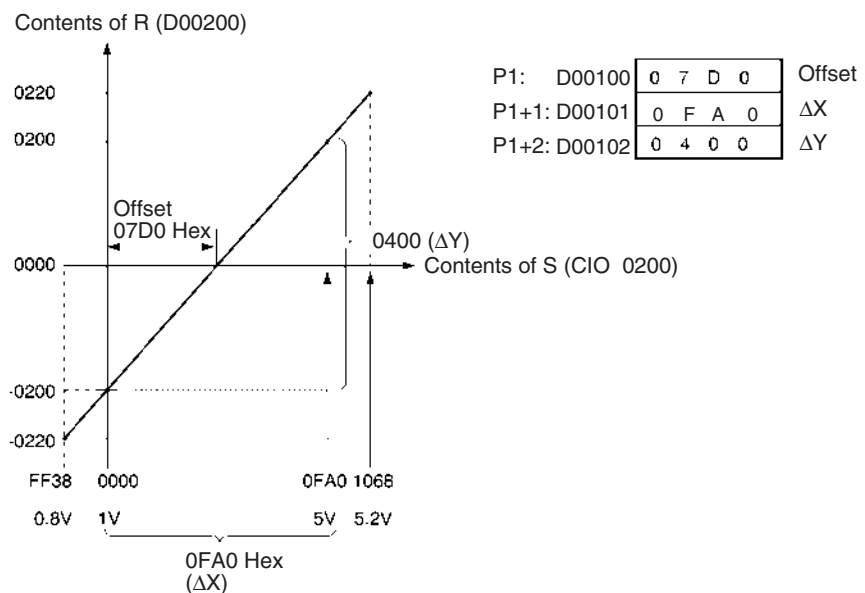 Contents of R (D00200)
P1: D00100 0 7 D 0 Offset
P1+1: D00101 0 F A 0 ΔX
P1+2: D00102 0 4 0 0 ΔY
0220
0200
Offset
07D0 Hex
0400 (ΔY)
0000
Contents of S (CIO 0200)
-0200
-0220
FF38 0000 0FA0 1068
0.8V 1V 5V 5.2V
0FA0 Hex
(ΔX)